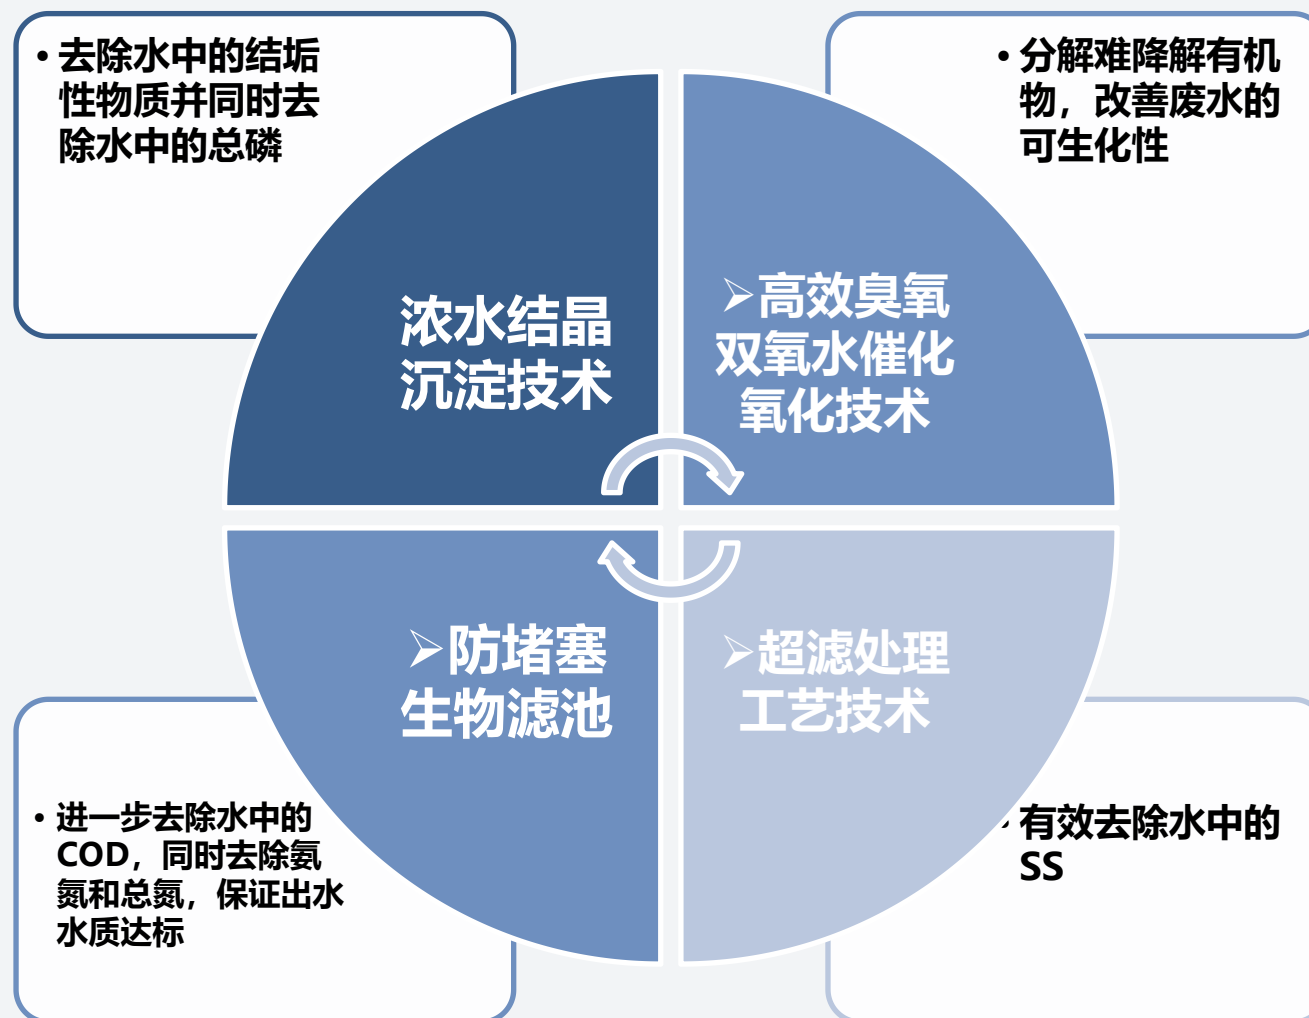 • 去除水中的结垢
性物质并同时去
除水中的总磷
• 分解难降解有机
物，改善废水的
可生化性
浓水结晶
沉淀技术
➢高效臭氧
双氧水催化
氧化技术
➢防堵塞
生物滤池
➢超滤处理
工艺技术
• 进一步去除水中的
COD，同时去除氨
氮和总氮，保证出水
水质达标
• 有效去除水中的
SS